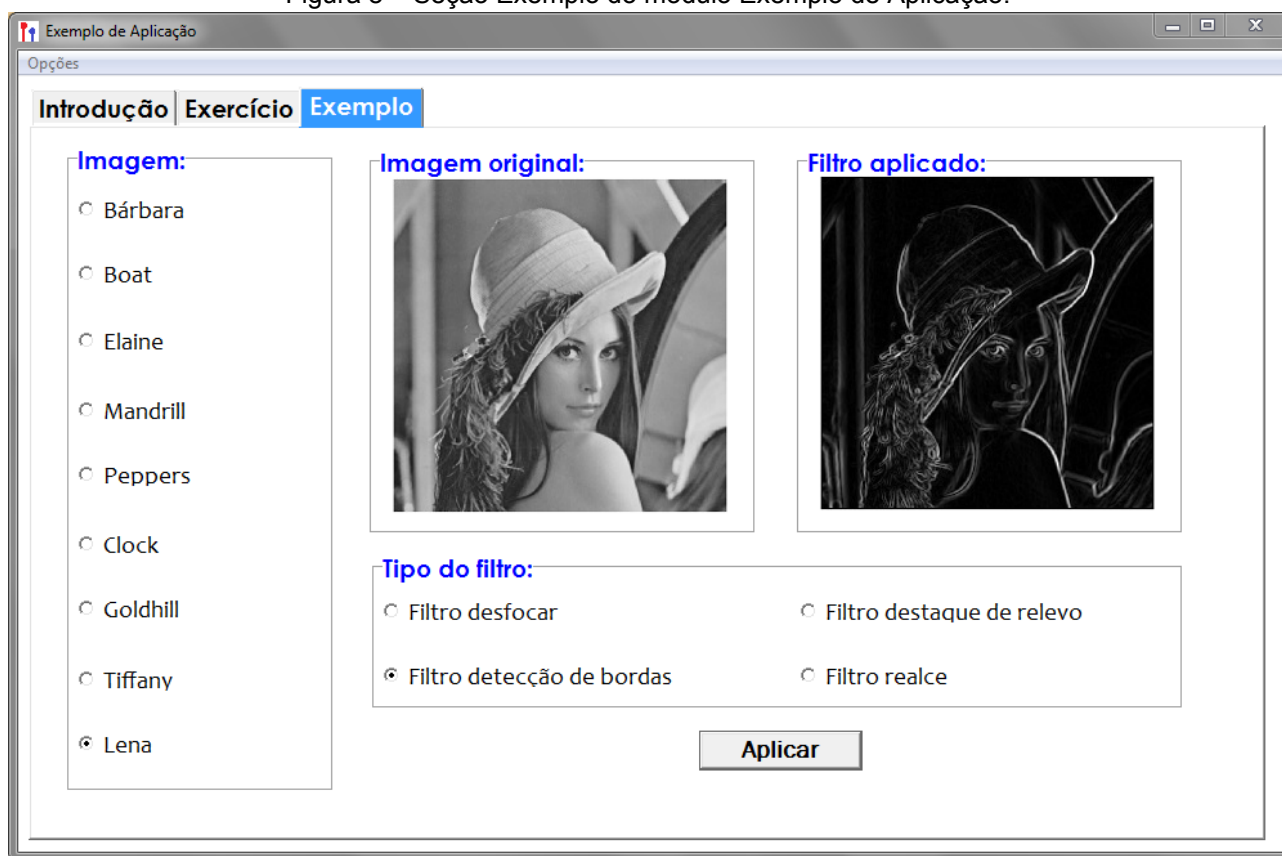 Exemplo de Aplicação
Opções
Introdução Exercício Exemplo
Imagem:
Bárbara
Boat
Elaine
Mandrill
Peppers
Clock
Goldhill
Tiffany
Lena
Imagem original:
Filtro aplicado:
Tipo do filtro:
Filtro desfocar
Filtro destaque de relevo
Filtro detecção de bordas
Filtro realce
Aplicar